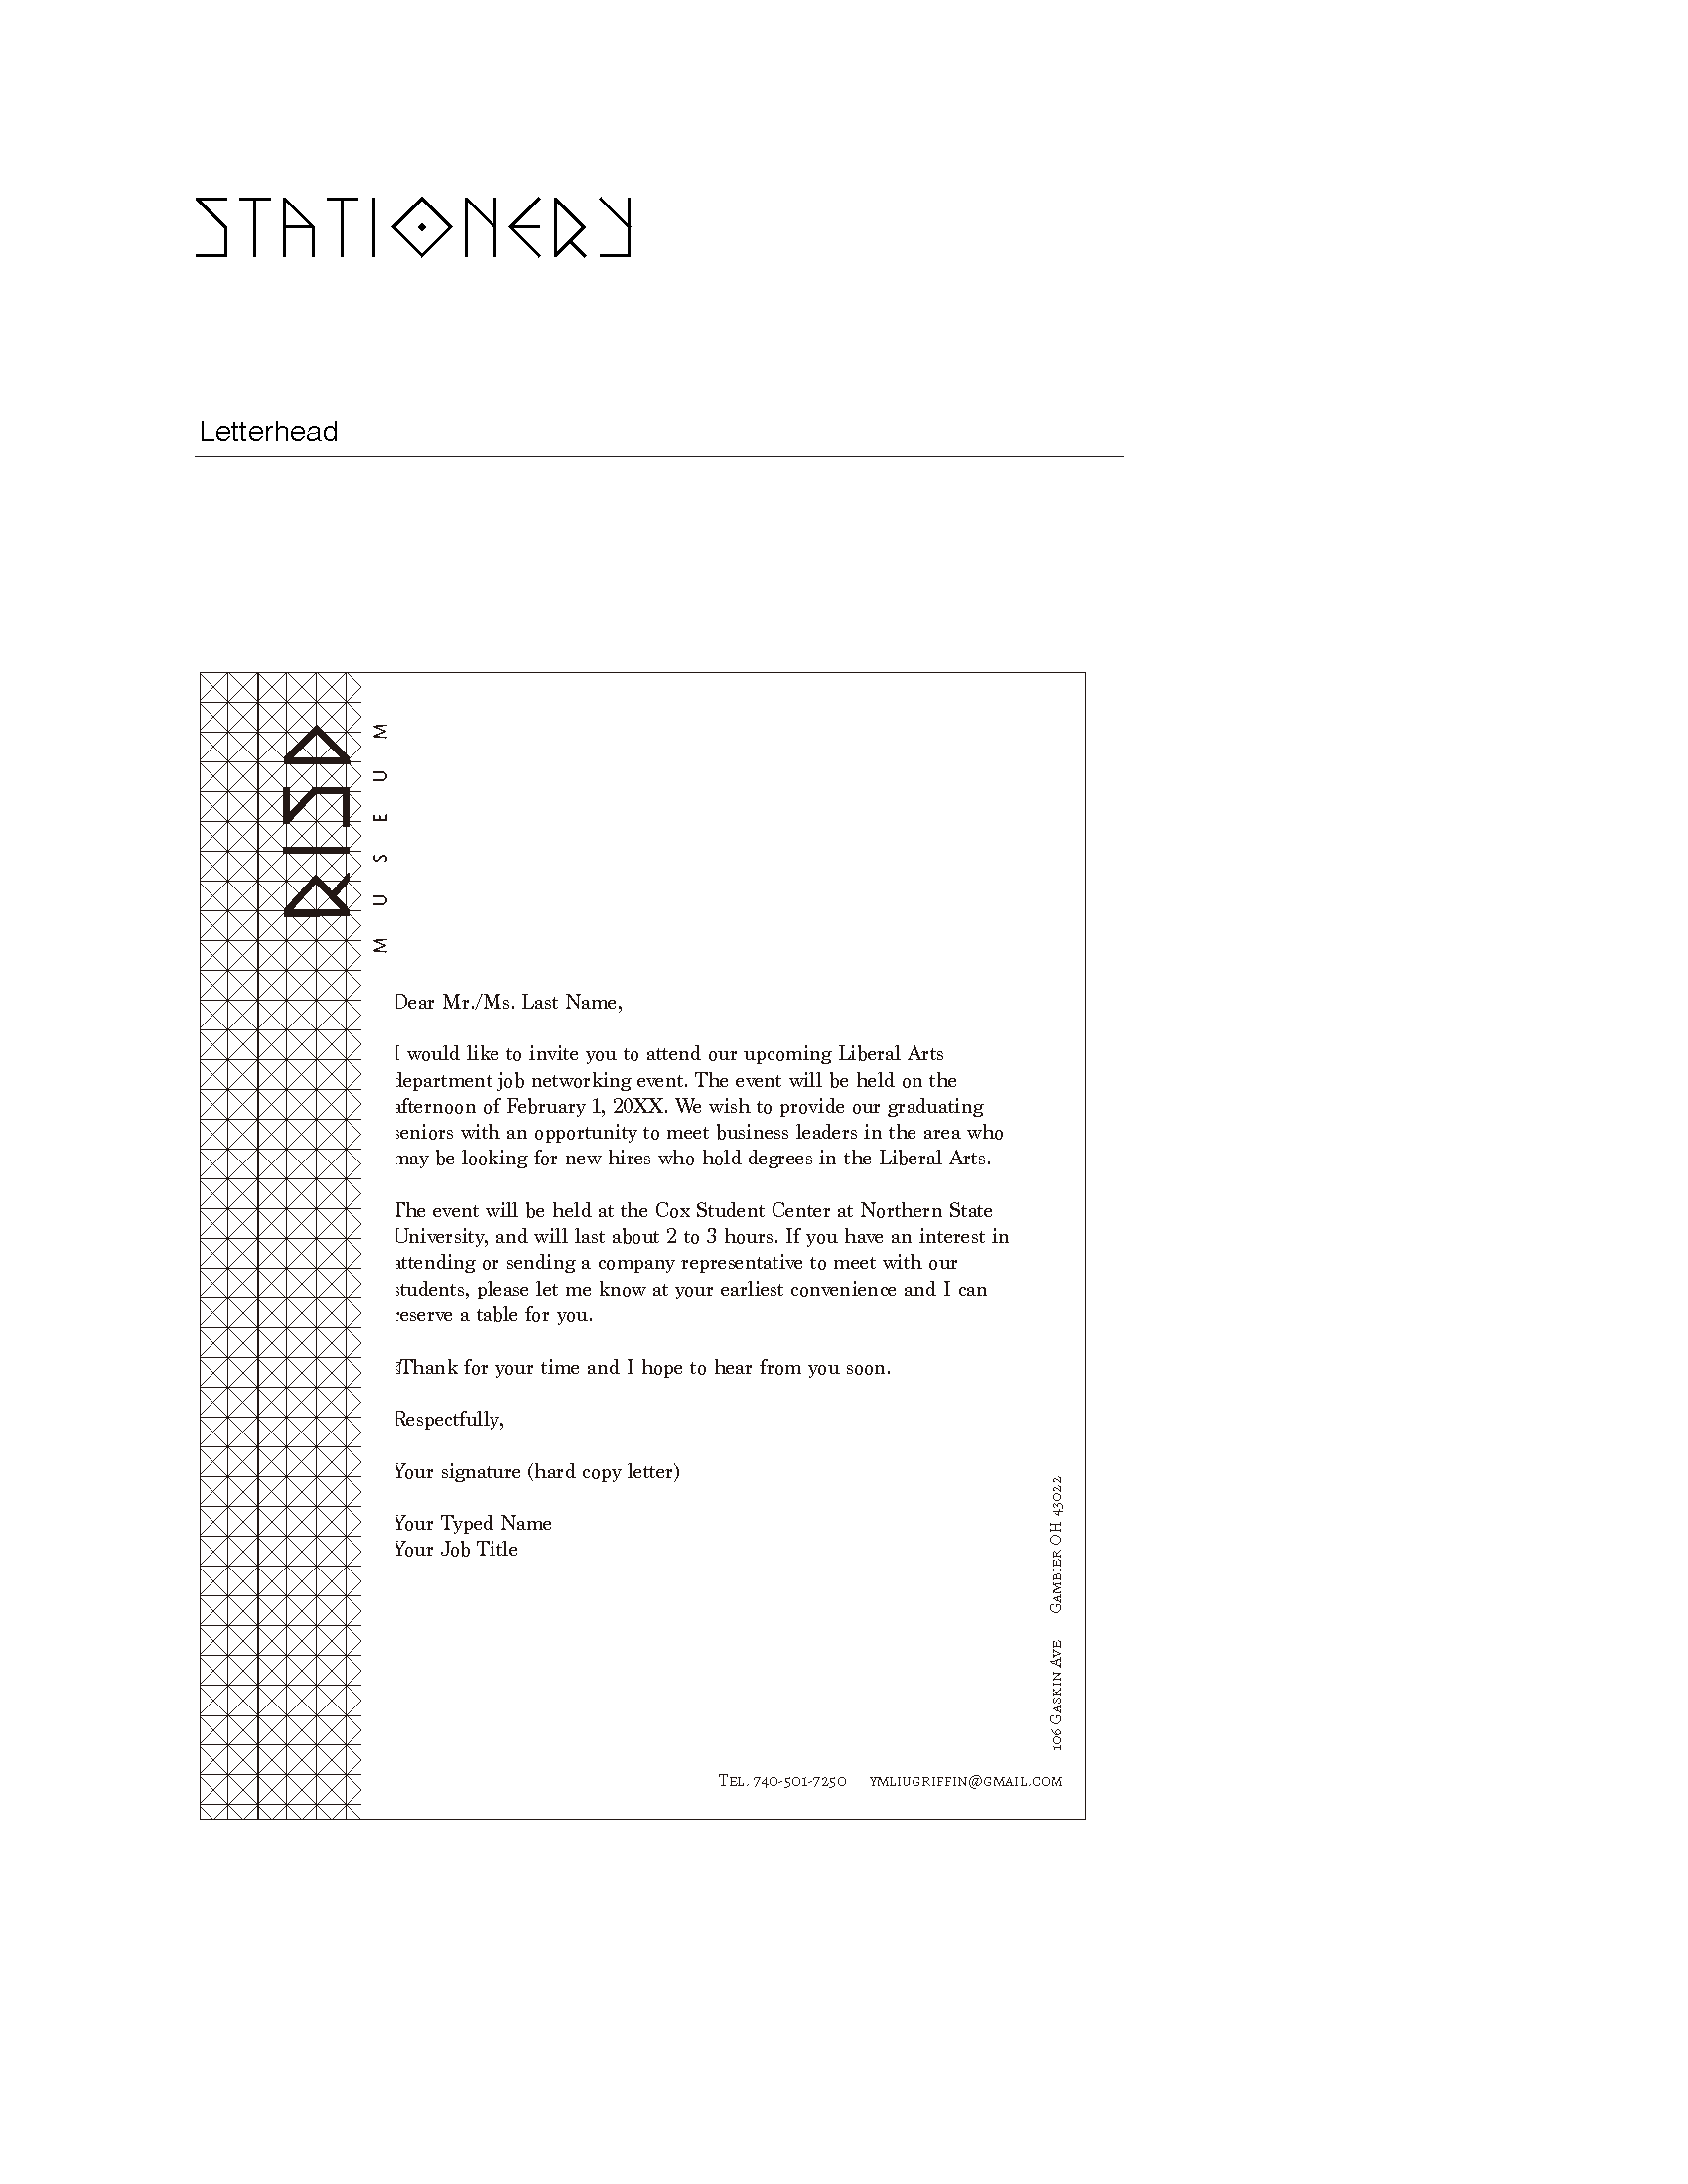 STATIONERY
Letterhead
RISD
MUSEUM
Dear Mr./Ms. Last Name,
I would like to invite you to attend our upcoming Liberal Arts
department job networking event. The event will be held on the
afternoon of February 1, 20XX. We wish to provide our graduating
seniors with an opportunity to meet business leaders in the area who
may be looking for new hires who hold degrees in the Liberal Arts.
The event will be held at the Cox Student Center at Northern State
University, and will last about 2 to 3 hours. If you have an interest in
attending or sending a company representative to meet with our
students, please let me know at your earliest convenience and I can
reserve a table for you.
Thank for your time and I hope to hear from you soon.
Respectfully,
Your signature (hard copy letter)
Your Typed Name
Your Job Title
106 Gaskin Ave Gambier OH 43022
Tel. 740-501-7250 ymliugriffin@gmail.com